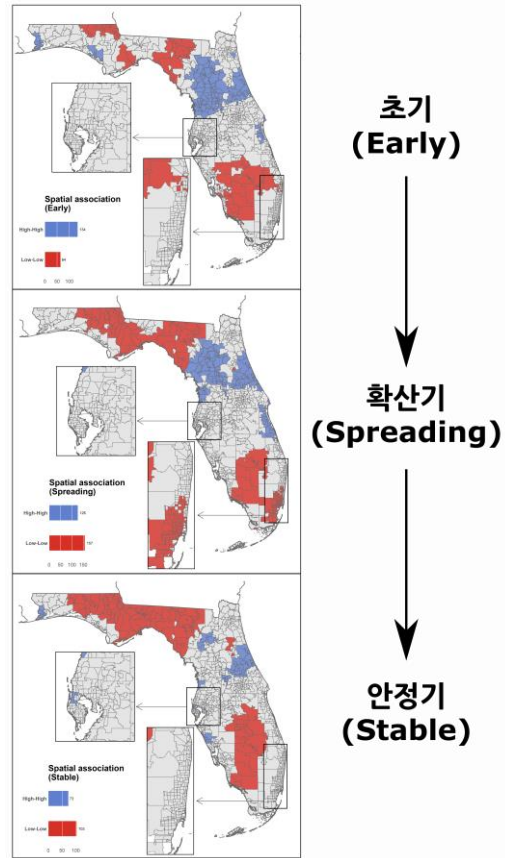 초기
(Early)
Spatial association
(Early)
High-High
Low-Low
0 50 100
확산기
(Spreading)
Spatial association
(Spreading)
High-High
Low-Low
0 50 100 150
안정기
(Stable)
Spatial association
(Stable)
High-High
Low-Low
0 50 100